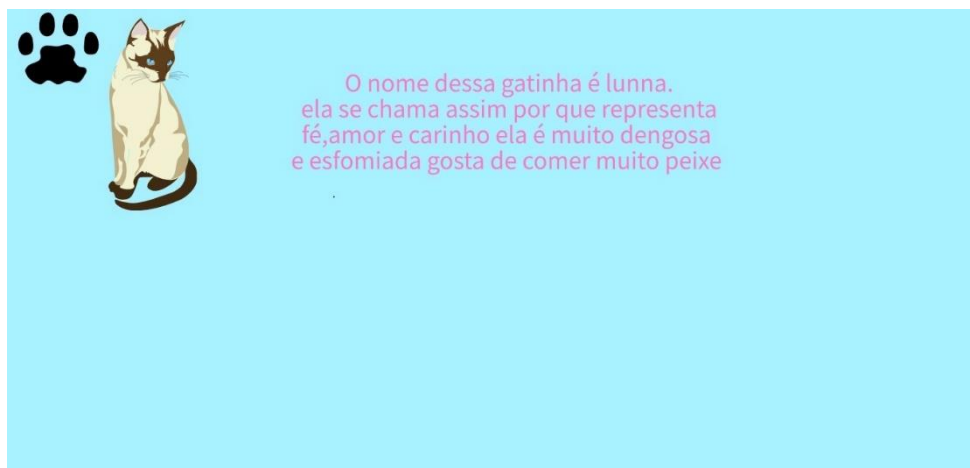 O nome dessa gatinha é lunna.
ela se chama assim por que representa
fé,amor e carinho ela é muito dengosa
e esfomiada gosta de comer muito peixe
.